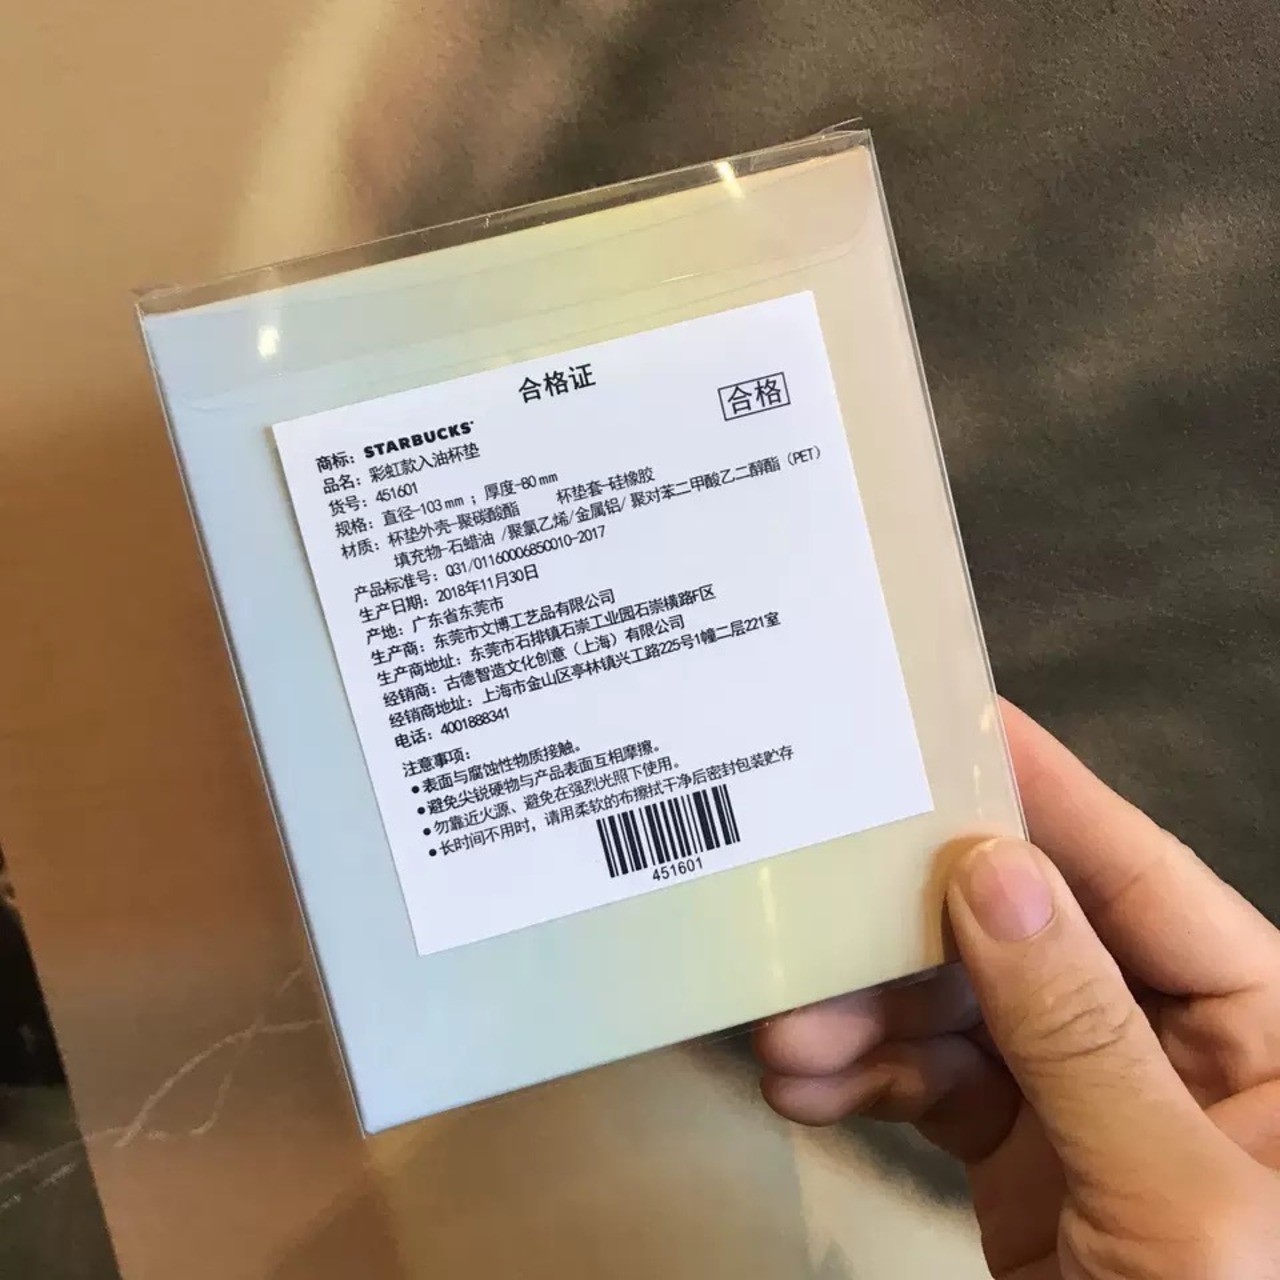 合格证
合格
商标：STARBUCKS
品名：彩虹款入油杯垫
货号：451601
规格：直径-103 mm ；厚度-80 mm
材质：杯垫外壳-聚碳酸酯 杯垫套-硅橡胶
填充物-石蜡油 /聚氯乙烯/金属铝/ 聚对苯二甲酸乙二醇酯（PET）
产品标准号：Q31/0116000685C010-2017
生产日期：2018年11月30日
产地：广东省东莞市
生产商：东莞市文博工艺品有限公司
生产商地址：东莞市石排镇石崇工业园石崇横路F区
经销商：古德智造文化创意（上海）有限公司
经销商地址：上海市金山区亭林镇兴工路225号1幢二层221室
电话：4001888341
注意事项：
●表面与腐蚀性物质接触。
●避免尖锐硬物与产品表面互相摩擦。
●勿靠近火源、避免在强烈光照下使用。
●长时间不用时，请用柔软的布擦拭干净后密封包装贮存
451601